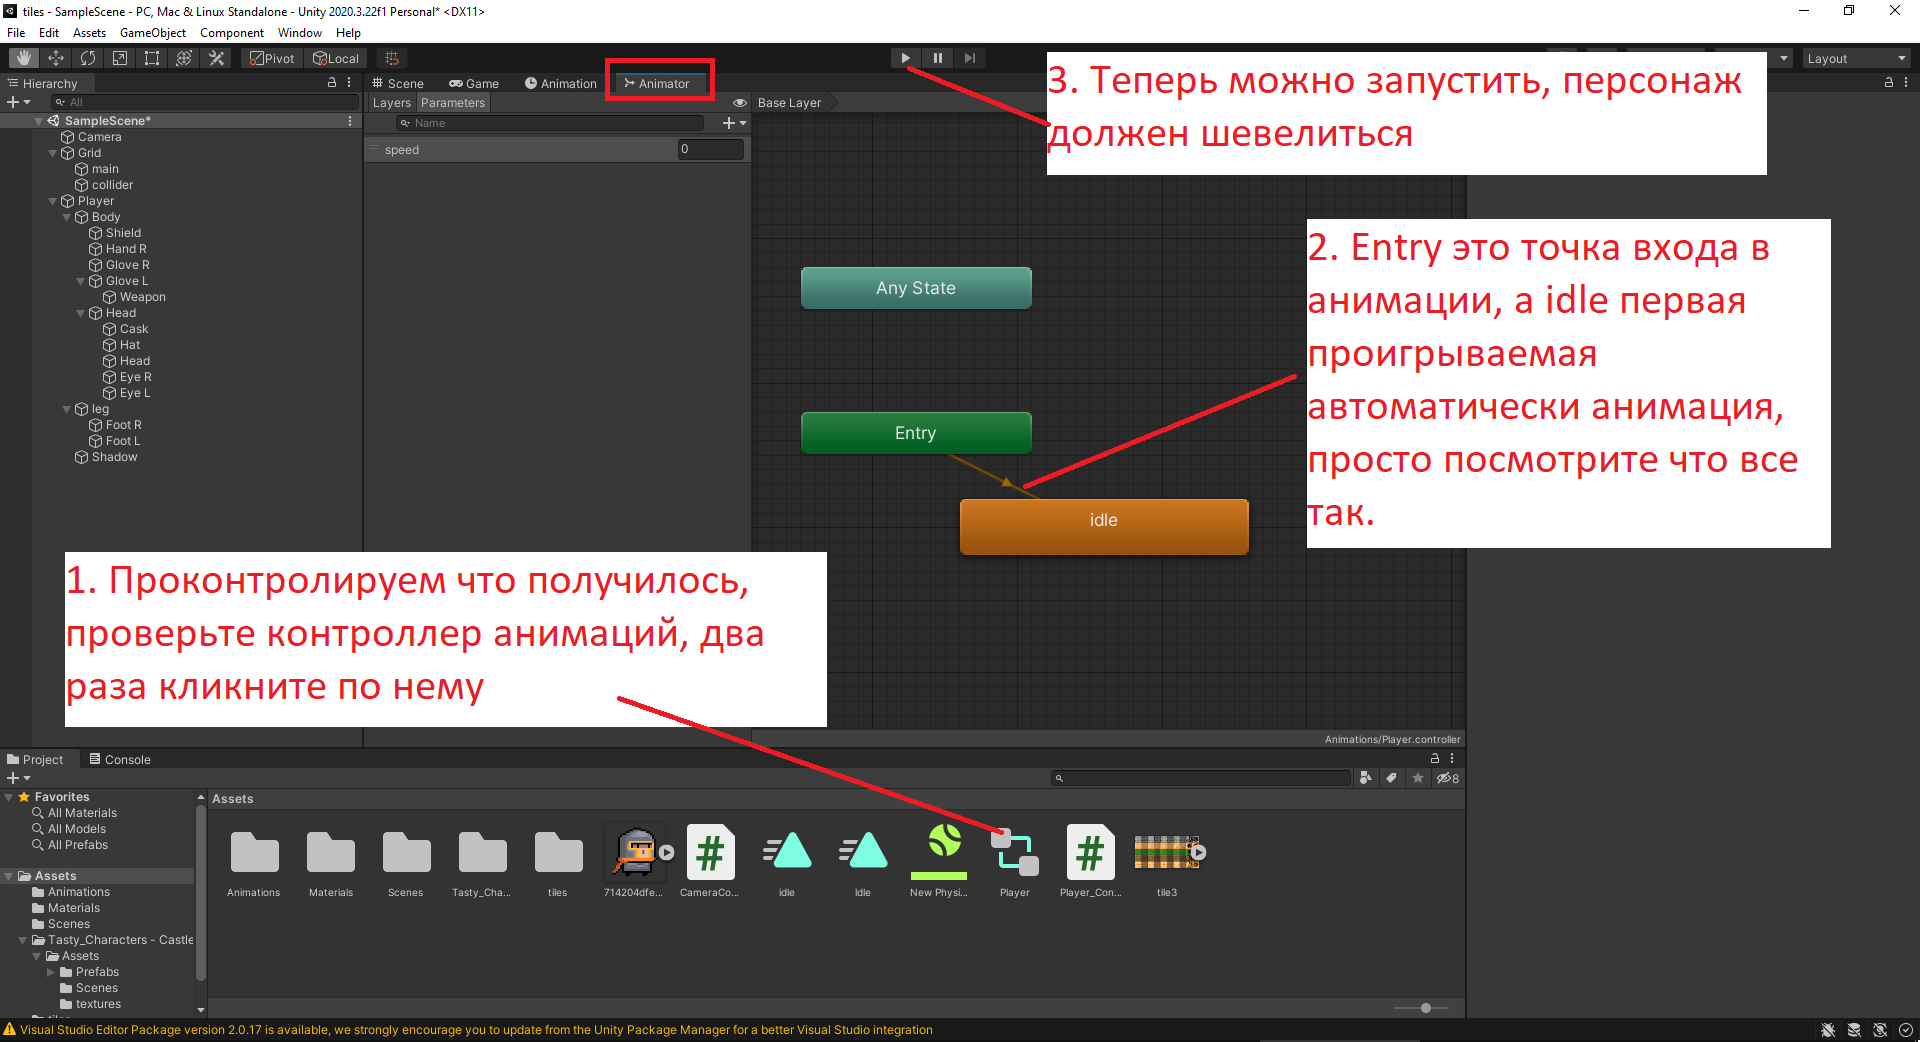 tiles - SampleScene - PC, Mac & Linux Standalone - Unity 2020.3.22f1 Personal* <DX11>
File Edit Assets GameObject Component Window Help
Pivot Local
Layout
Hierarchy
Scene Game Animation Animator
All
Layers Parameters
Base Layer
Name
speed 0
SampleScene*
Camera
Grid
main
collider
Player
Body
Shield
Hand R
Glove R
Glove L
Weapon
Head
Cask
Hat
Head
Eye R
Eye L
leg
Foot R
Foot L
Shadow
3. Теперь можно запустить, персонаж
должен шевелиться
Any State
Entry
idle
2. Entry это точка входа в
анимации, а idle первая
проигрываемая
автоматически анимация,
просто посмотрите что все
так.
1. Проконтролируем что получилось,
проверьте контроллер анимаций, два
раза кликните по нему
Animations/Player.controller
Project Console
8
Favorites
All Materials
All Models
All Prefabs
Assets
Animations
Materials
Scenes
Tasty_Characters - Castle
Assets
Prefabs
Scenes
textures
Assets
Animations
Materials
Scenes
Tasty_Cha...
tiles
714204dfe...
CameraCo...
idle
Idle
New Physi...
Player
Player_Con...
tile3
Visual Studio Editor Package version 2.0.17 is available, we strongly encourage you to update from the Unity Package Manager for a better Visual Studio integration